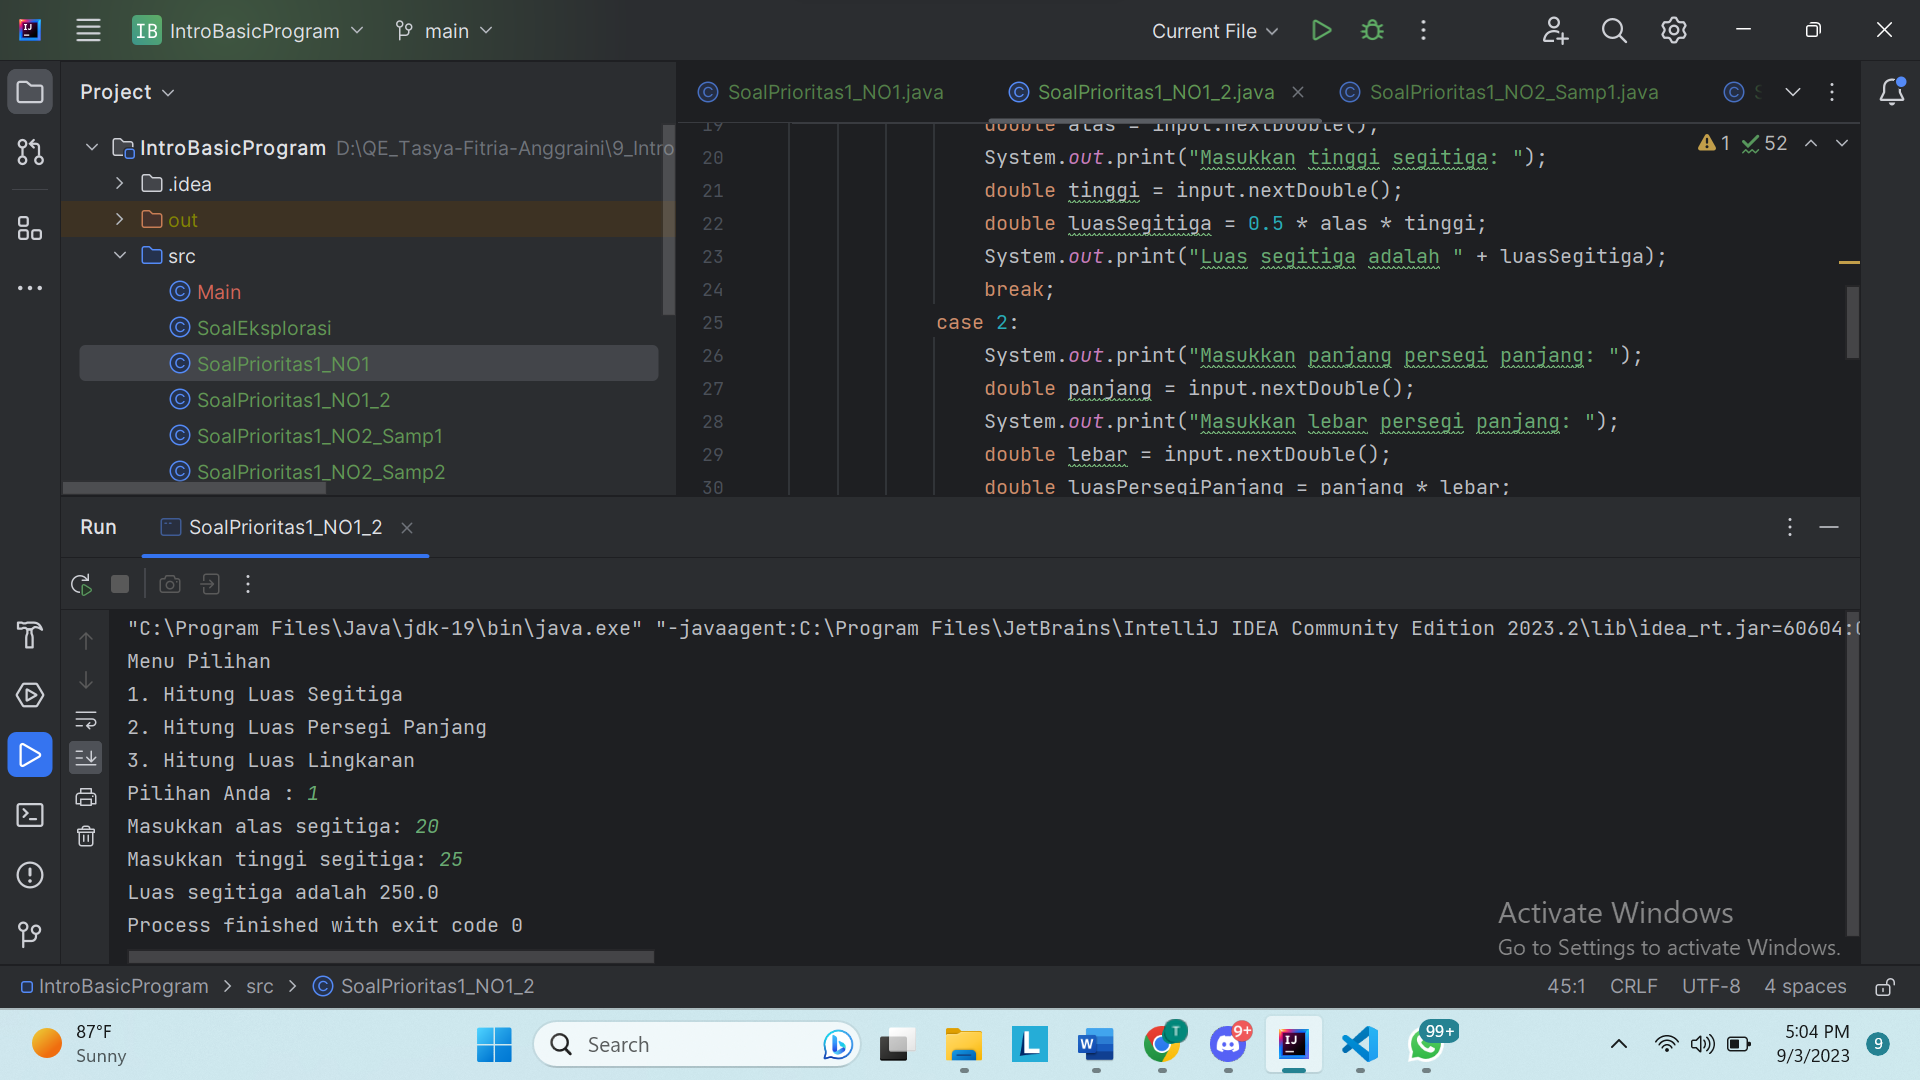 IB IntroBasicProgram main Current File
Project
SoalPrioritas1_NO1.java SoalPrioritas1_NO1_2.java SoalPrioritas1_NO2_Samp1.java
IntroBasicProgram D:\QE_Tasya-Fitria-Anggraini\9_Intro
.idea
out
src
Main
SoalEksplorasi
SoalPrioritas1_NO1
SoalPrioritas1_NO1_2
SoalPrioritas1_NO2_Samp1
SoalPrioritas1_NO2_Samp2
1 52
19 double alas = input.nextDouble();
20 System.out.print("Masukkan tinggi segitiga: ");
21 double tinggi = input.nextDouble();
22 double luasSegitiga = 0.5 * alas * tinggi;
23 System.out.print("Luas segitiga adalah " + luasSegitiga);
24 break;
25 case 2:
26 System.out.print("Masukkan panjang persegi panjang: ");
27 double panjang = input.nextDouble();
28 System.out.print("Masukkan lebar persegi panjang: ");
29 double lebar = input.nextDouble();
30 double luasPersegiPanjang = panjang * lebar;
Run SoalPrioritas1_NO1_2
"C:\Program Files\Java\jdk-19\bin\java.exe" "-javaagent:C:\Program Files\JetBrains\IntelliJ IDEA Community Edition 2023.2\lib\idea_rt.jar=60604:
Menu Pilihan
1. Hitung Luas Segitiga
2. Hitung Luas Persegi Panjang
3. Hitung Luas Lingkaran
Pilihan Anda : 1
Masukkan alas segitiga: 20
Masukkan tinggi segitiga: 25
Luas segitiga adalah 250.0
Process finished with exit code 0
Activate Windows
Go to Settings to activate Windows.
IntroBasicProgram > src > SoalPrioritas1_NO1_2 45:1 CRLF UTF-8 4 spaces
87°F
Sunny
Search
T
9+
99+
5:04 PM
9/3/2023
9